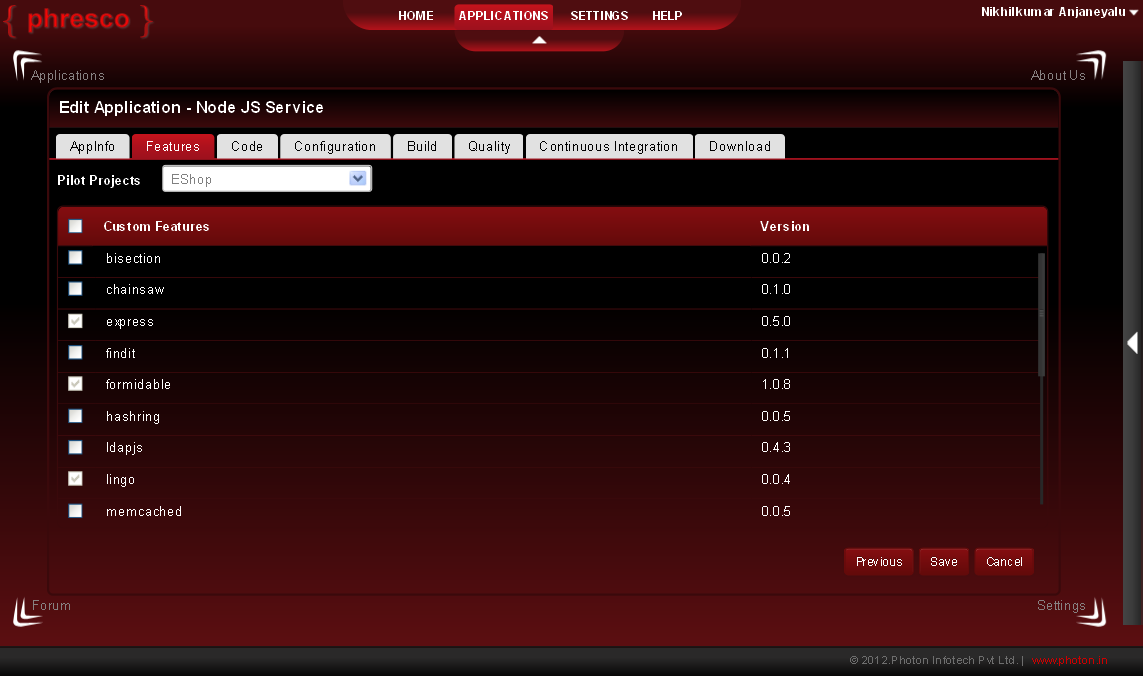 { phresco }
HOME APPLICATIONS SETTINGS HELP
Nikhilkumar Anjaneyalu
Applications
About Us
Edit Application - Node JS Service
AppInfo Features Code Configuration Build Quality Continuous Integration Download
Pilot Projects EShop
Custom Features Version
bisection 0.0.2
chainsaw 0.1.0
express 0.5.0
findit 0.1.1
formidable 1.0.8
hashring 0.0.5
ldapjs 0.4.3
lingo 0.0.4
memcached 0.0.5
Previous Save Cancel
Forum
Settings
© 2012.Photon Infotech Pvt Ltd. | www.photon.in